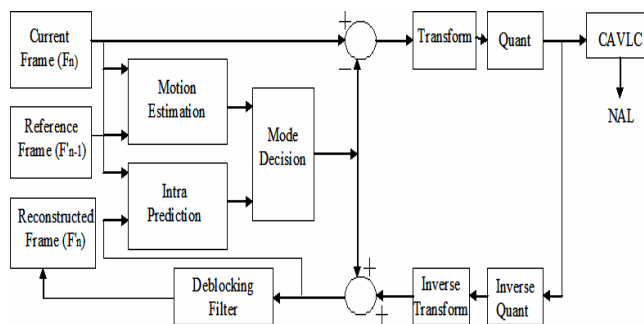 Current
Frame (Fn)
+
−
Transform
Quant
CAVLC
NAL
Motion
Estimation
Reference
Frame (F'n-1)
Mode
Decision
Intra
Prediction
Reconstructed
Frame (F'n)
Deblocking
Filter
+
+
Inverse
Transform
Inverse
Quant